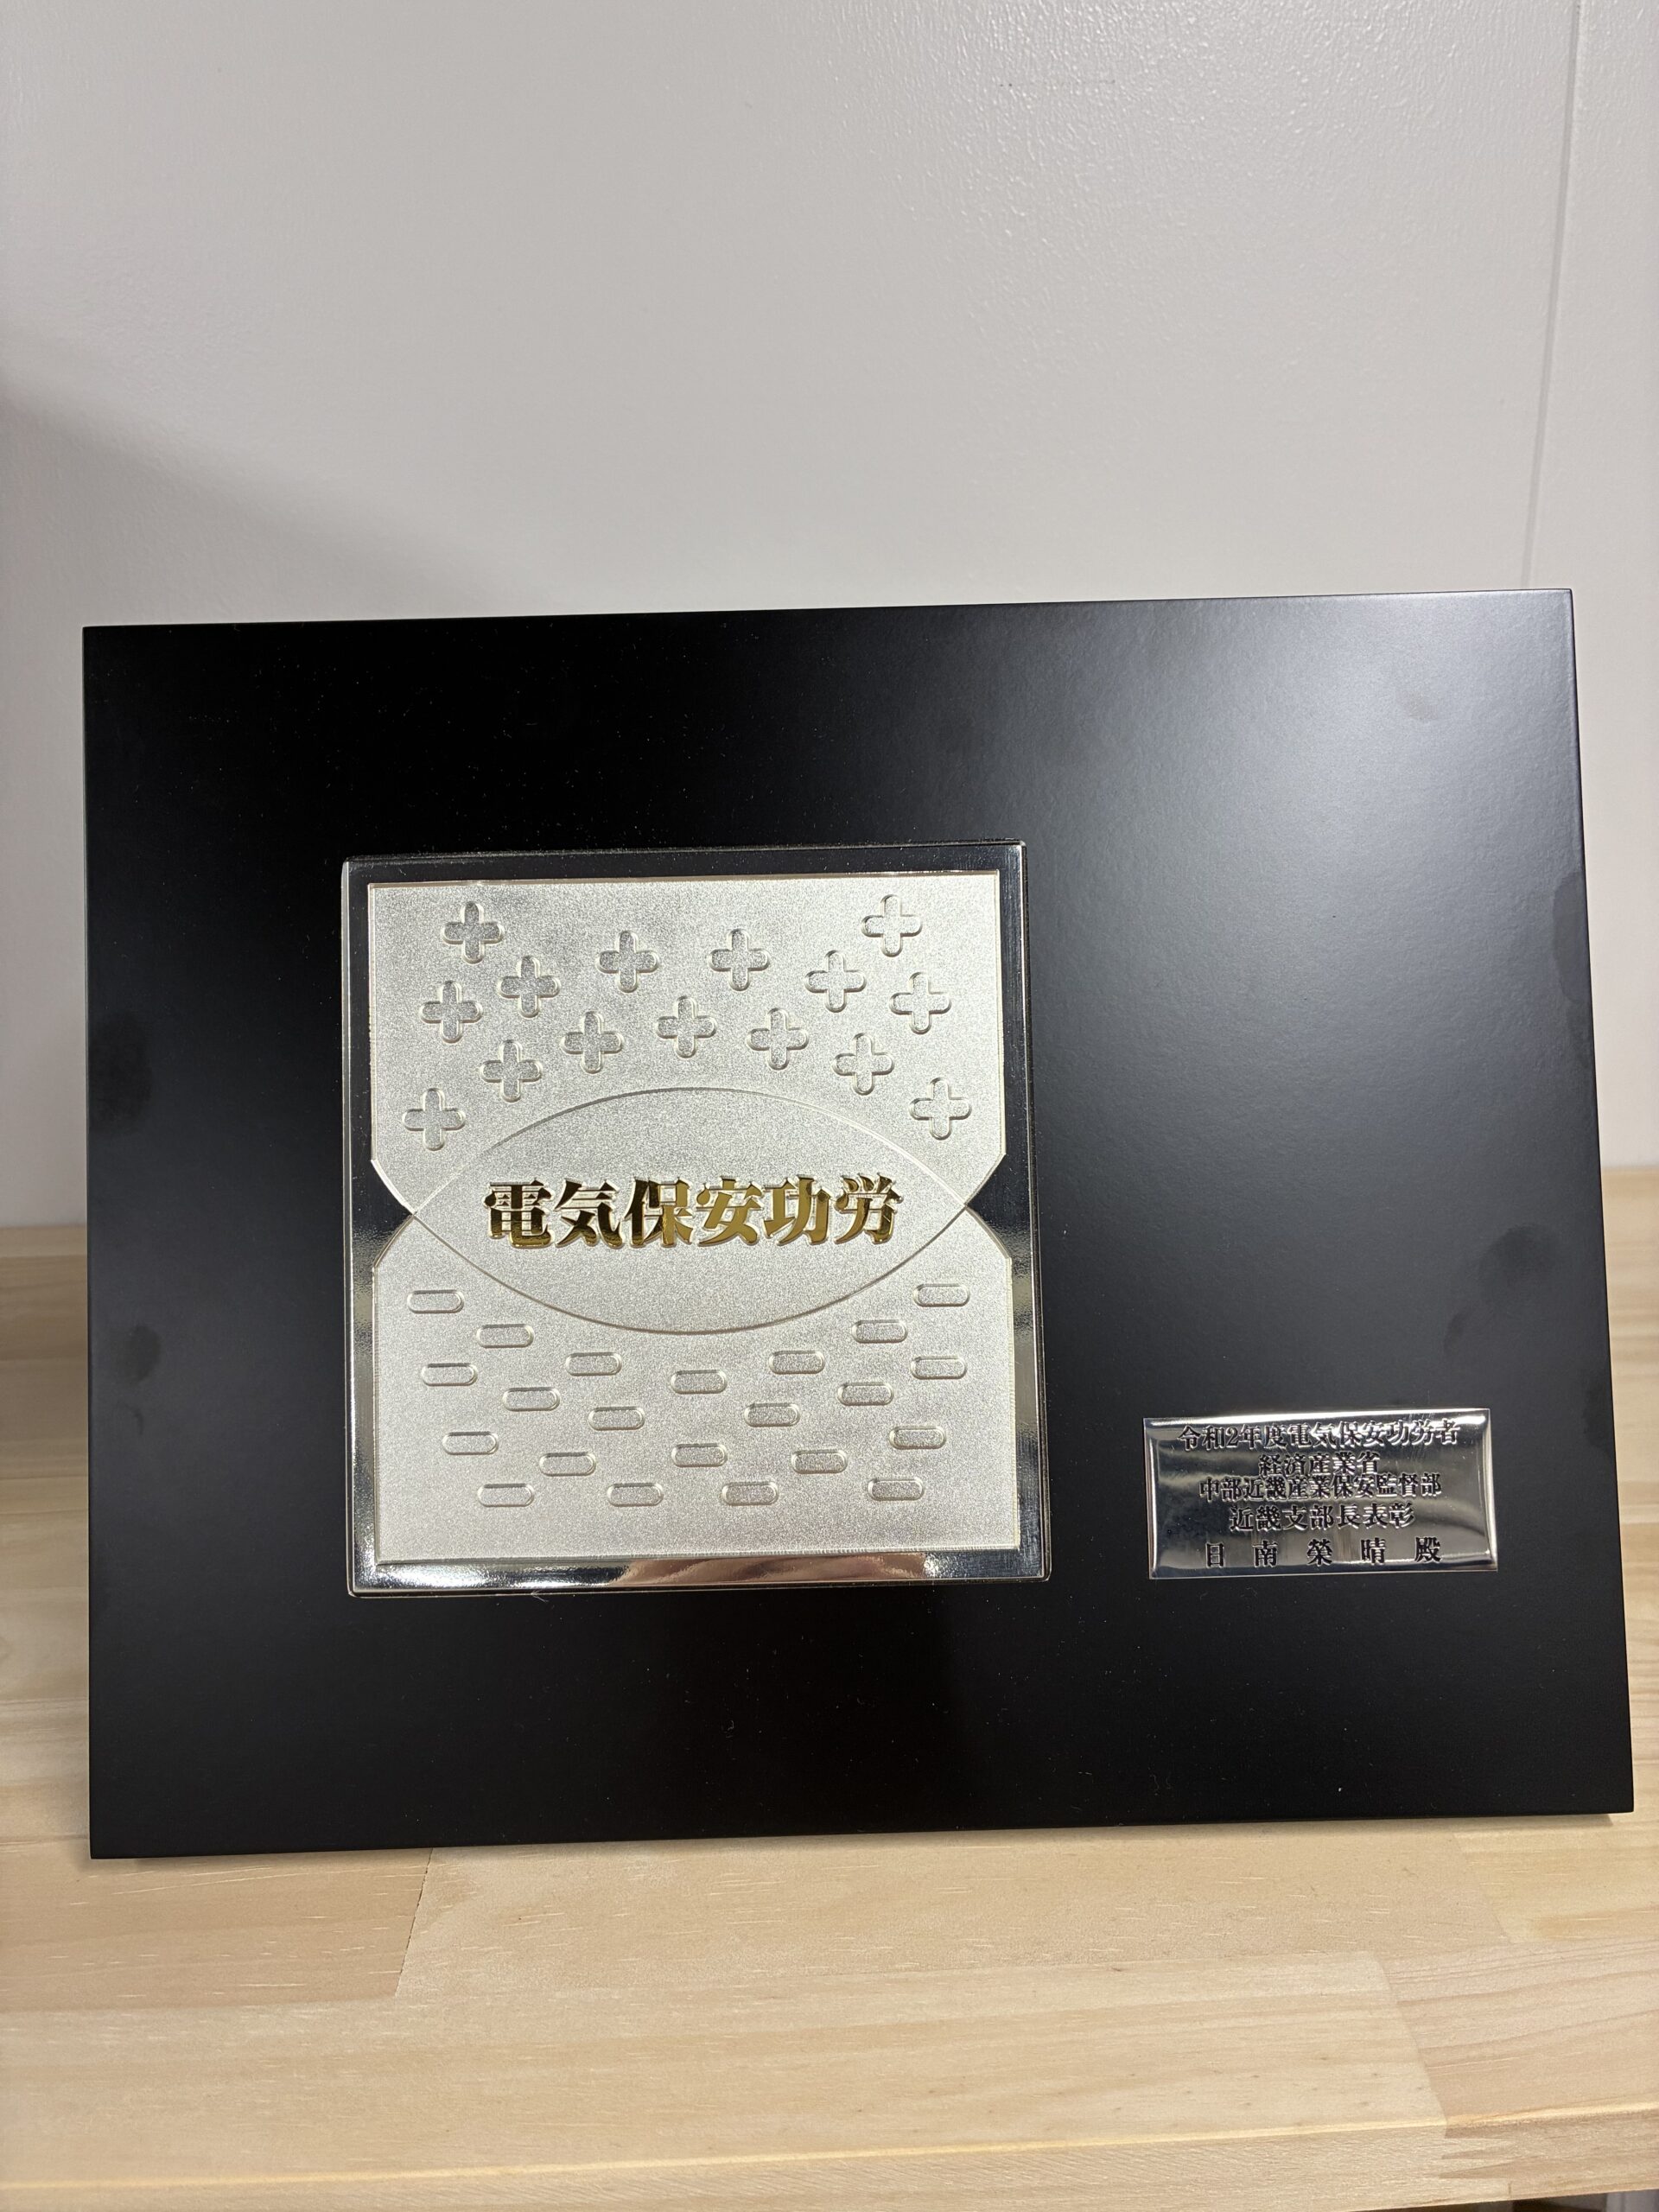 電気保安功労
令和2年度電気保安功労者
経済産業省
中部近畿産業保安監督部
近畿支部長表彰
日南榮晴殿